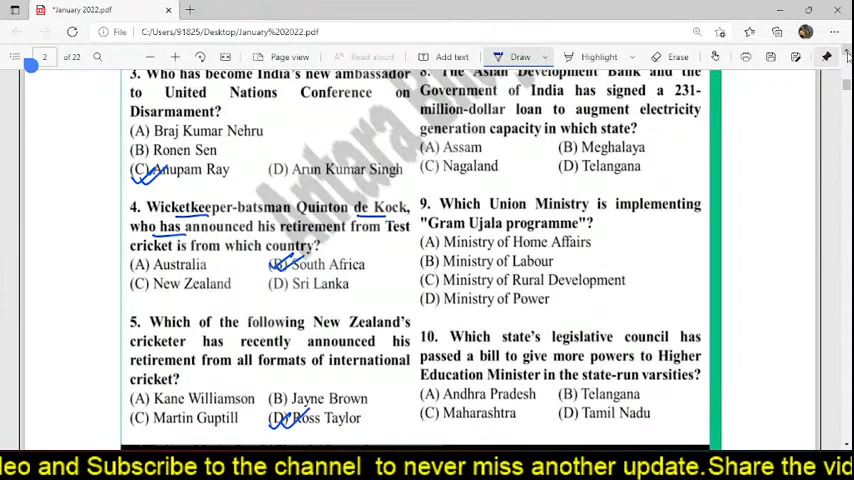 *January 2022.pdf
File
C:/Users/91825/Desktop/January%202022.pdf
2 of 22
Page view
Read aloud
Add text
Draw
Highlight
Erase
3. Who has become India's new ambassador
to United Nations Conference on
Disarmament?
(A) Braj Kumar Nehru
(B) Ronen Sen
(C) Anupam Ray (D) Arun Kumar Singh
4. Wicketkeeper-batsman Quinton de Kock,
who has announced his retirement from Test
cricket is from which country?
(A) Australia (B) South Africa
(C) New Zealand (D) Sri Lanka
5. Which of the following New Zealand's
cricketer has recently announced his
retirement from all formats of international
cricket?
(A) Kane Williamson (B) Jayne Brown
(C) Martin Guptill (D) Ross Taylor
8. The Asian Development Bank and the
Government of India has signed a 231-
million-dollar loan to augment electricity
generation capacity in which state?
(A) Assam (B) Meghalaya
(C) Nagaland (D) Telangana
9. Which Union Ministry is implementing
"Gram Ujala programme"?
(A) Ministry of Home Affairs
(B) Ministry of Labour
(C) Ministry of Rural Development
(D) Ministry of Power
10. Which state's legislative council has
passed a bill to give more powers to Higher
Education Minister in the state-run varsities?
(A) Andhra Pradesh (B) Telangana
(C) Maharashtra (D) Tamil Nadu
Antara
deo and Subscribe to the channel to never miss another update.Share the vid